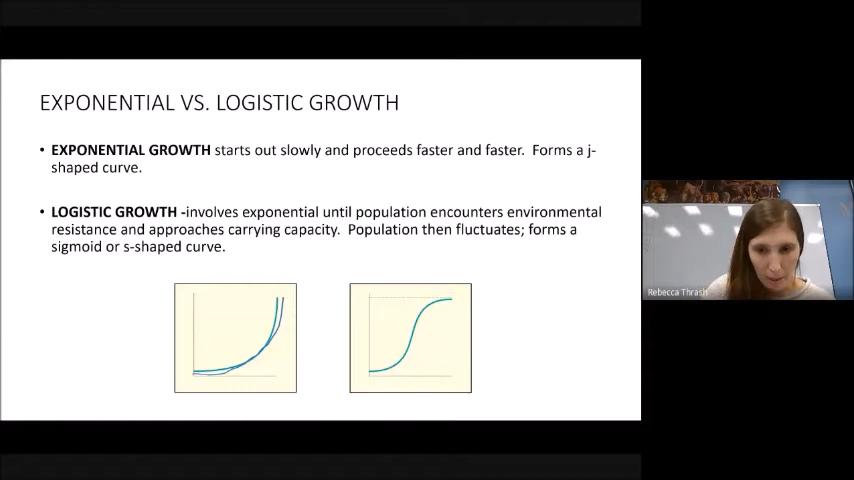 EXPONENTIAL VS. LOGISTIC GROWTH
• EXPONENTIAL GROWTH starts out slowly and proceeds faster and faster. Forms a j-
shaped curve.
• LOGISTIC GROWTH -involves exponential until population encounters environmental
resistance and approaches carrying capacity. Population then fluctuates; forms a
sigmoid or s-shaped curve.
Rebecca Thrash